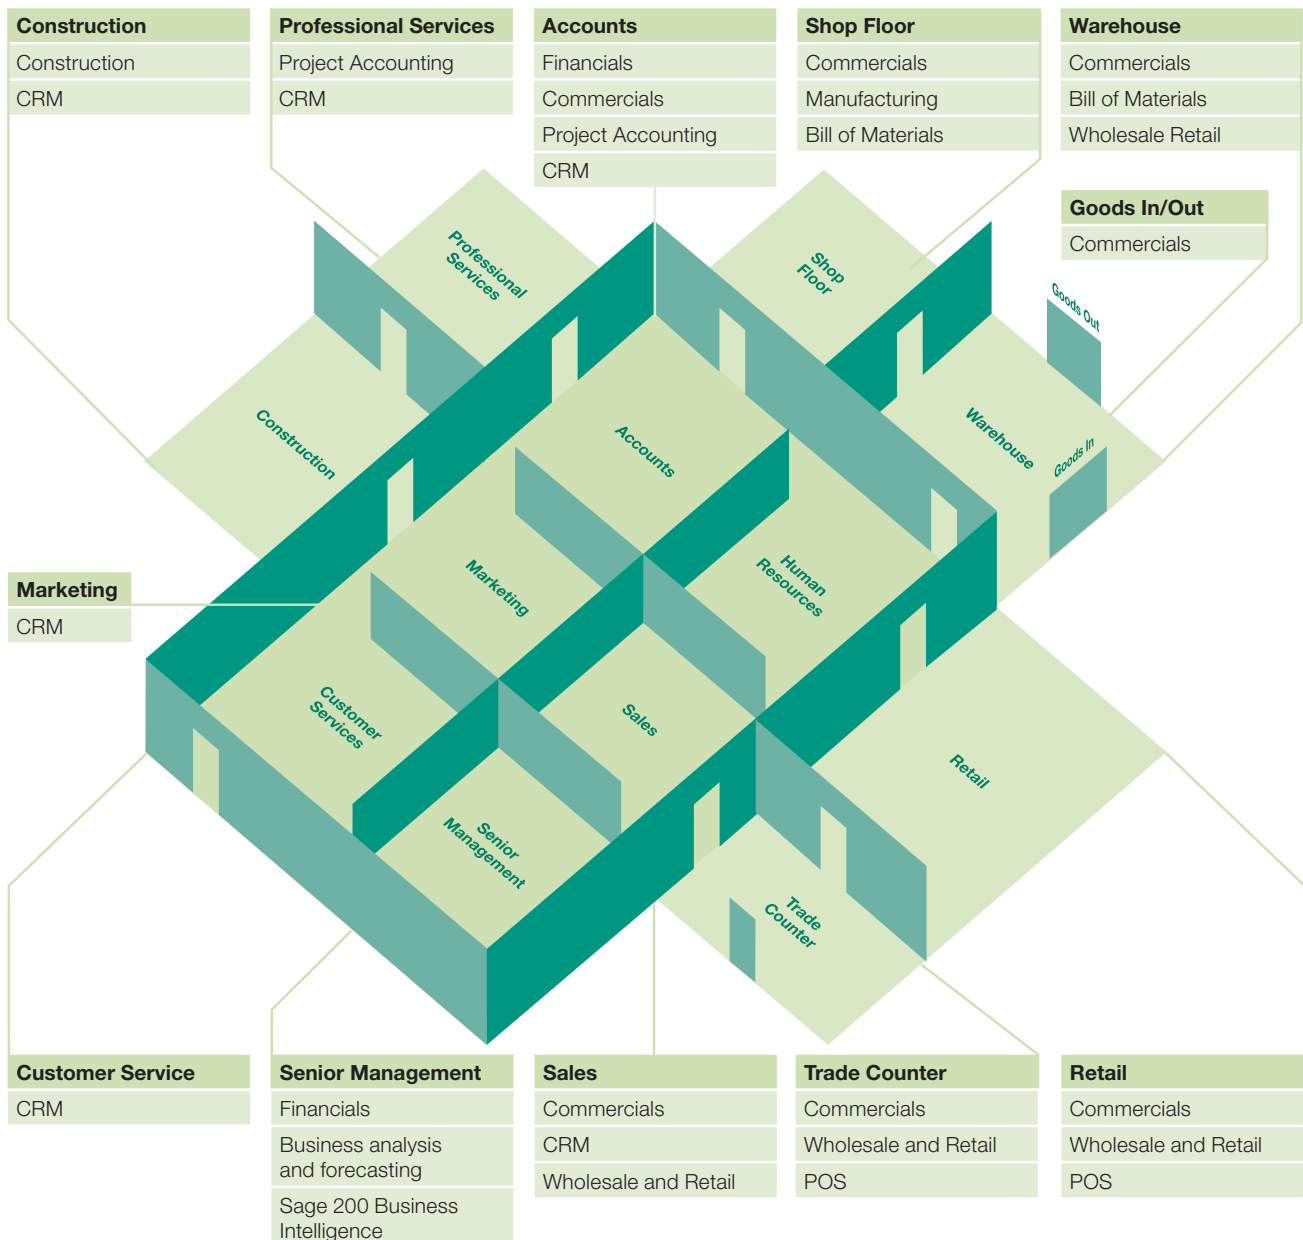 Construction
Construction
CRM
Professional Services
Project Accounting
CRM
Accounts
Financials
Commercials
Project Accounting
CRM
Shop Floor
Commercials
Manufacturing
Bill of Materials
Warehouse
Commercials
Bill of Materials
Wholesale Retail
Goods In/Out
Commercials
Professional
Services
Shop
Floor
Goods Out
Construction
Accounts
Warehouse
Goods In
Marketing
CRM
Marketing
Human
Resources
Customer
Services
Sales
Retail
Senior
Management
Trade
Counter
Customer Service
CRM
Senior Management
Financials
Business analysis
and forecasting
Sage 200 Business
Intelligence
Sales
Commercials
CRM
Wholesale and Retail
Trade Counter
Commercials
Wholesale and Retail
POS
Retail
Commercials
Wholesale and Retail
POS